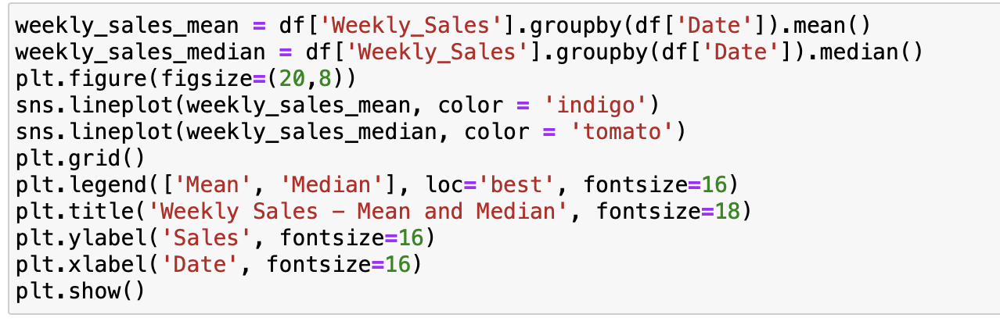 weekly_sales_mean = df['Weekly_Sales'].groupby(df['Date']).mean()
weekly_sales_median = df['Weekly_Sales'].groupby(df['Date']).median()
plt.figure(figsize=(20,8))
sns.lineplot(weekly_sales_mean, color = 'indigo')
sns.lineplot(weekly_sales_median, color = 'tomato')
plt.grid()
plt.legend(['Mean', 'Median'], loc='best', fontsize=16)
plt.title('Weekly Sales – Mean and Median', fontsize=18)
plt.ylabel('Sales', fontsize=16)
plt.xlabel('Date', fontsize=16)
plt.show()